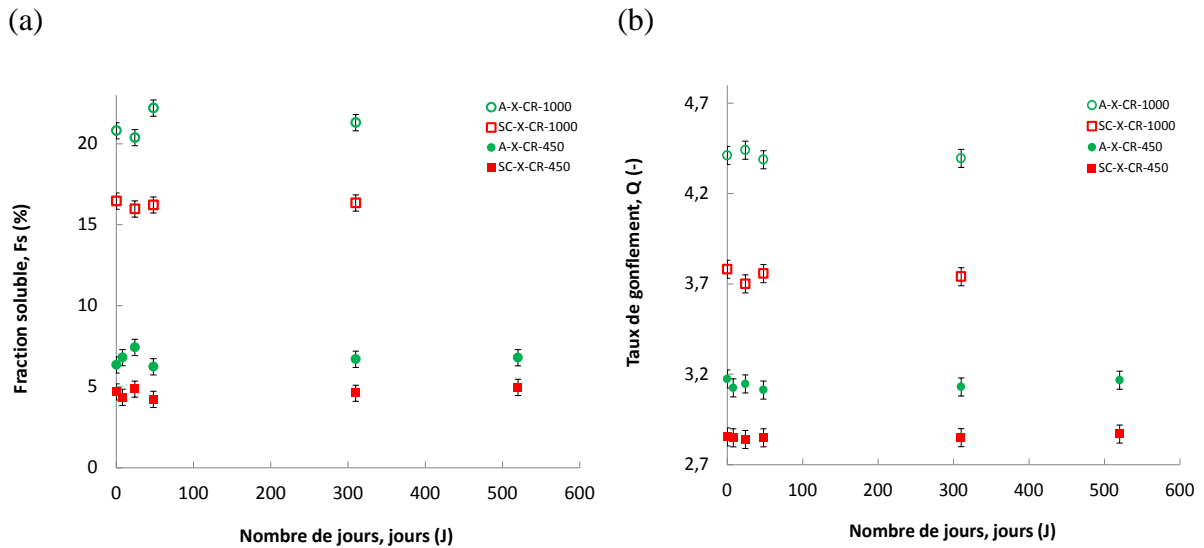 (a)
Fraction soluble, Fs (%)
20
15
10
5
0
0 100 200 300 400 500 600
Nombre de jours, jours (J)
A-X-CR-1000
SC-X-CR-1000
A-X-CR-450
SC-X-CR-450
(b)
Taux de gonflement, Q (-)
4,7
4,2
3,7
3,2
2,7
0 100 200 300 400 500 600
Nombre de jours, jours (J)
A-X-CR-1000
SC-X-CR-1000
A-X-CR-450
SC-X-CR-450